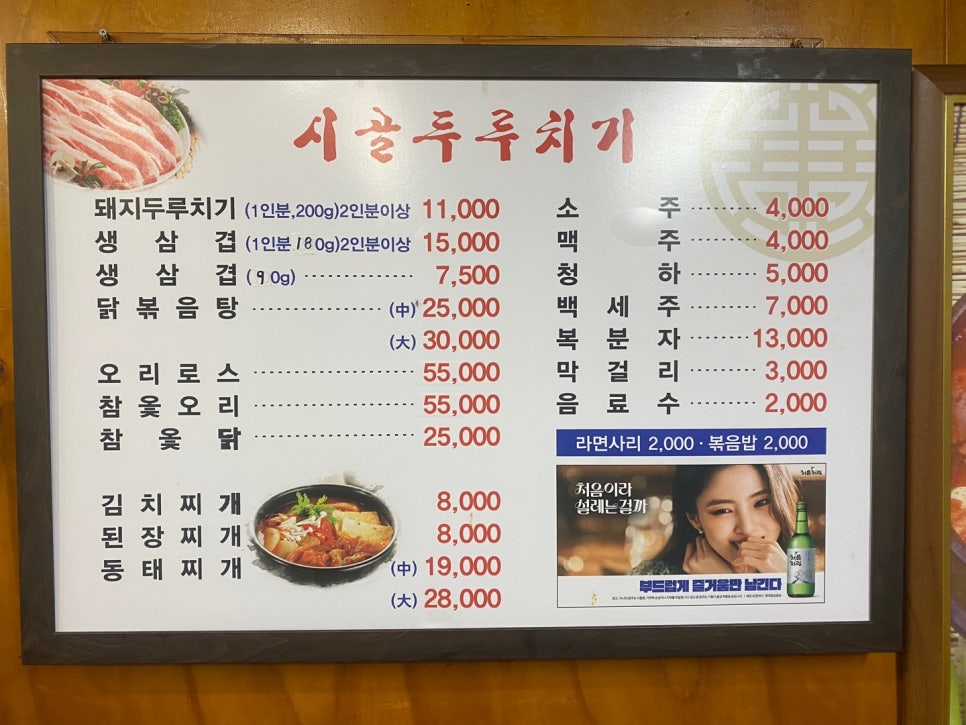 시골두루치기
돼지두루치기 (1인분,200g)2인분이상 11,000
생 삼 겹 (1인분 180g)2인분이상 15,000
생 삼 겹 (90g) 7,500
닭볶음탕 (中) 25,000
(大) 30,000
오리로스 55,000
참옻오리 55,000
참 옻 닭 25,000
김치찌개 8,000
된장찌개 8,000
동태찌개 (中) 19,000
(大) 28,000
소 주 4,000
맥 주 4,000
청 하 5,000
백 세 주 7,000
복 분 자 13,000
막 걸 리 3,000
음 료 수 2,000
라면사리 2,000 · 볶음밥 2,000
처음처럼
처음이라
설레는걸까
처음
처럼
부드럽게 즐거움만 남긴다